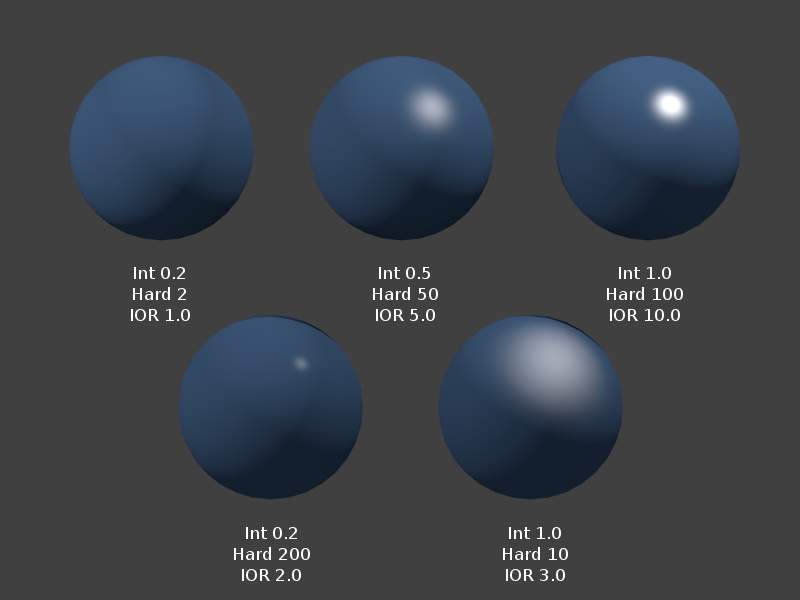 Int 0.2
Hard 2
IOR 1.0
Int 0.5
Hard 50
IOR 5.0
Int 1.0
Hard 100
IOR 10.0
Int 0.2
Hard 200
IOR 2.0
Int 1.0
Hard 10
IOR 3.0